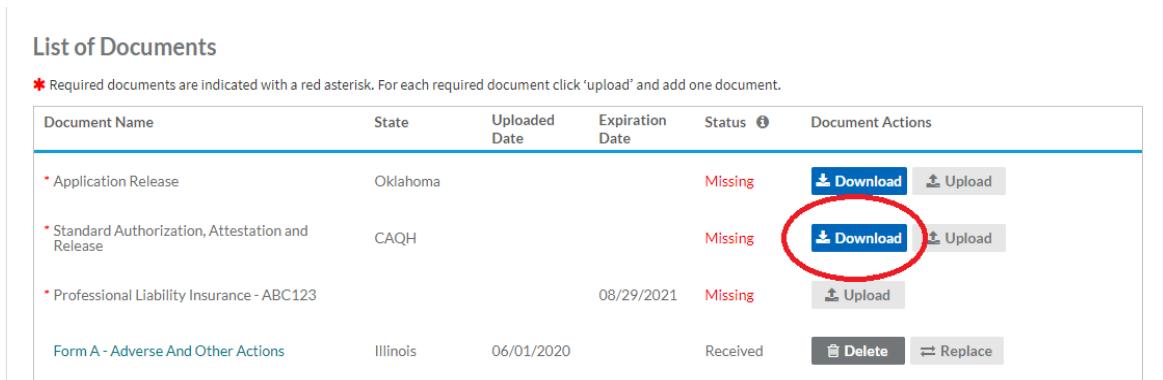 List of Documents
* Required documents are indicated with a red asterisk. For each required document click ‘upload’ and add one document.
Document Name State Uploaded Date Expiration Date Status Document Actions
* Application Release Oklahoma Missing Download Upload
* Standard Authorization, Attestation and Release CAQH Missing Download Upload
* Professional Liability Insurance - ABC123 08/29/2021 Missing Upload
Form A - Adverse And Other Actions Illinois 06/01/2020 Received Delete Replace